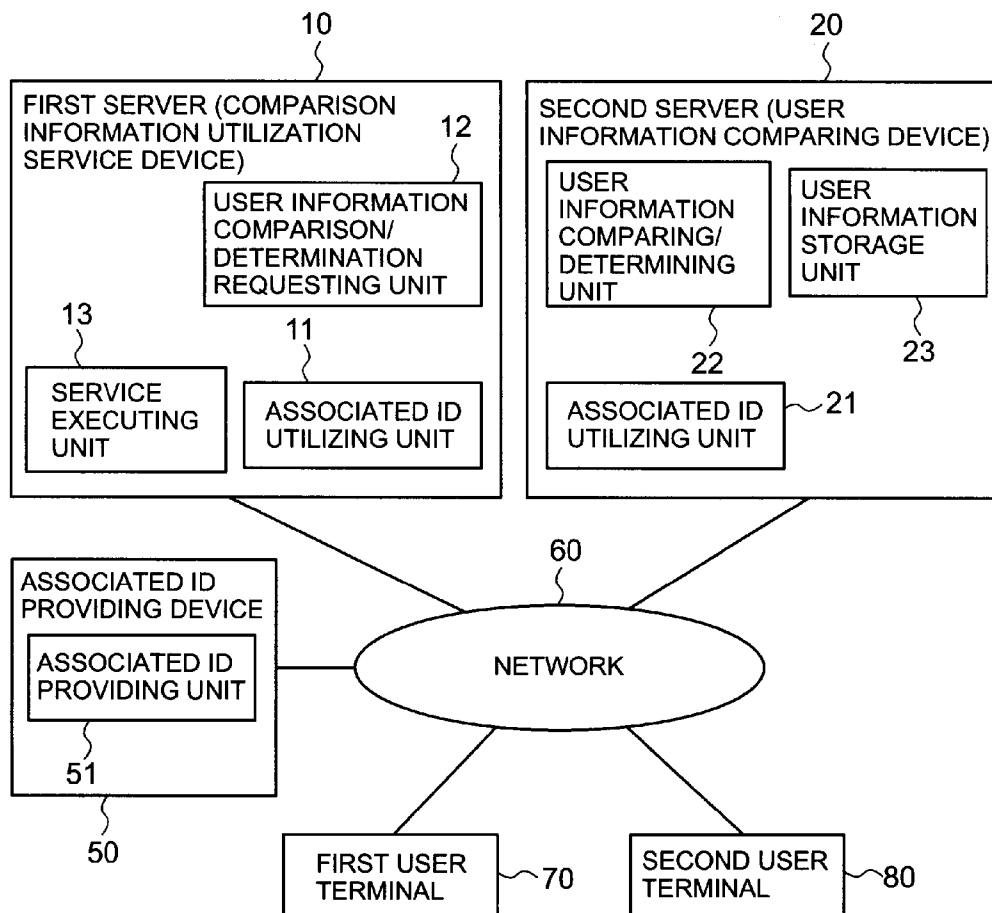 10
20
FIRST SERVER (COMPARISON
INFORMATION UTILIZATION
SERVICE DEVICE)
12
USER INFORMATION
COMPARISON/
DETERMINATION
REQUESTING UNIT
13
11
SERVICE
EXECUTING
UNIT
ASSOCIATED ID
UTILIZING UNIT
SECOND SERVER (USER
INFORMATION COMPARING DEVICE)
USER
INFORMATION
COMPARING/
DETERMINING
UNIT
USER
INFORMATION
STORAGE
UNIT
22
23
ASSOCIATED ID
UTILIZING UNIT
21
ASSOCIATED ID
PROVIDING DEVICE
ASSOCIATED ID
PROVIDING UNIT
51
50
60
NETWORK
FIRST USER
TERMINAL
70
SECOND USER
TERMINAL
80